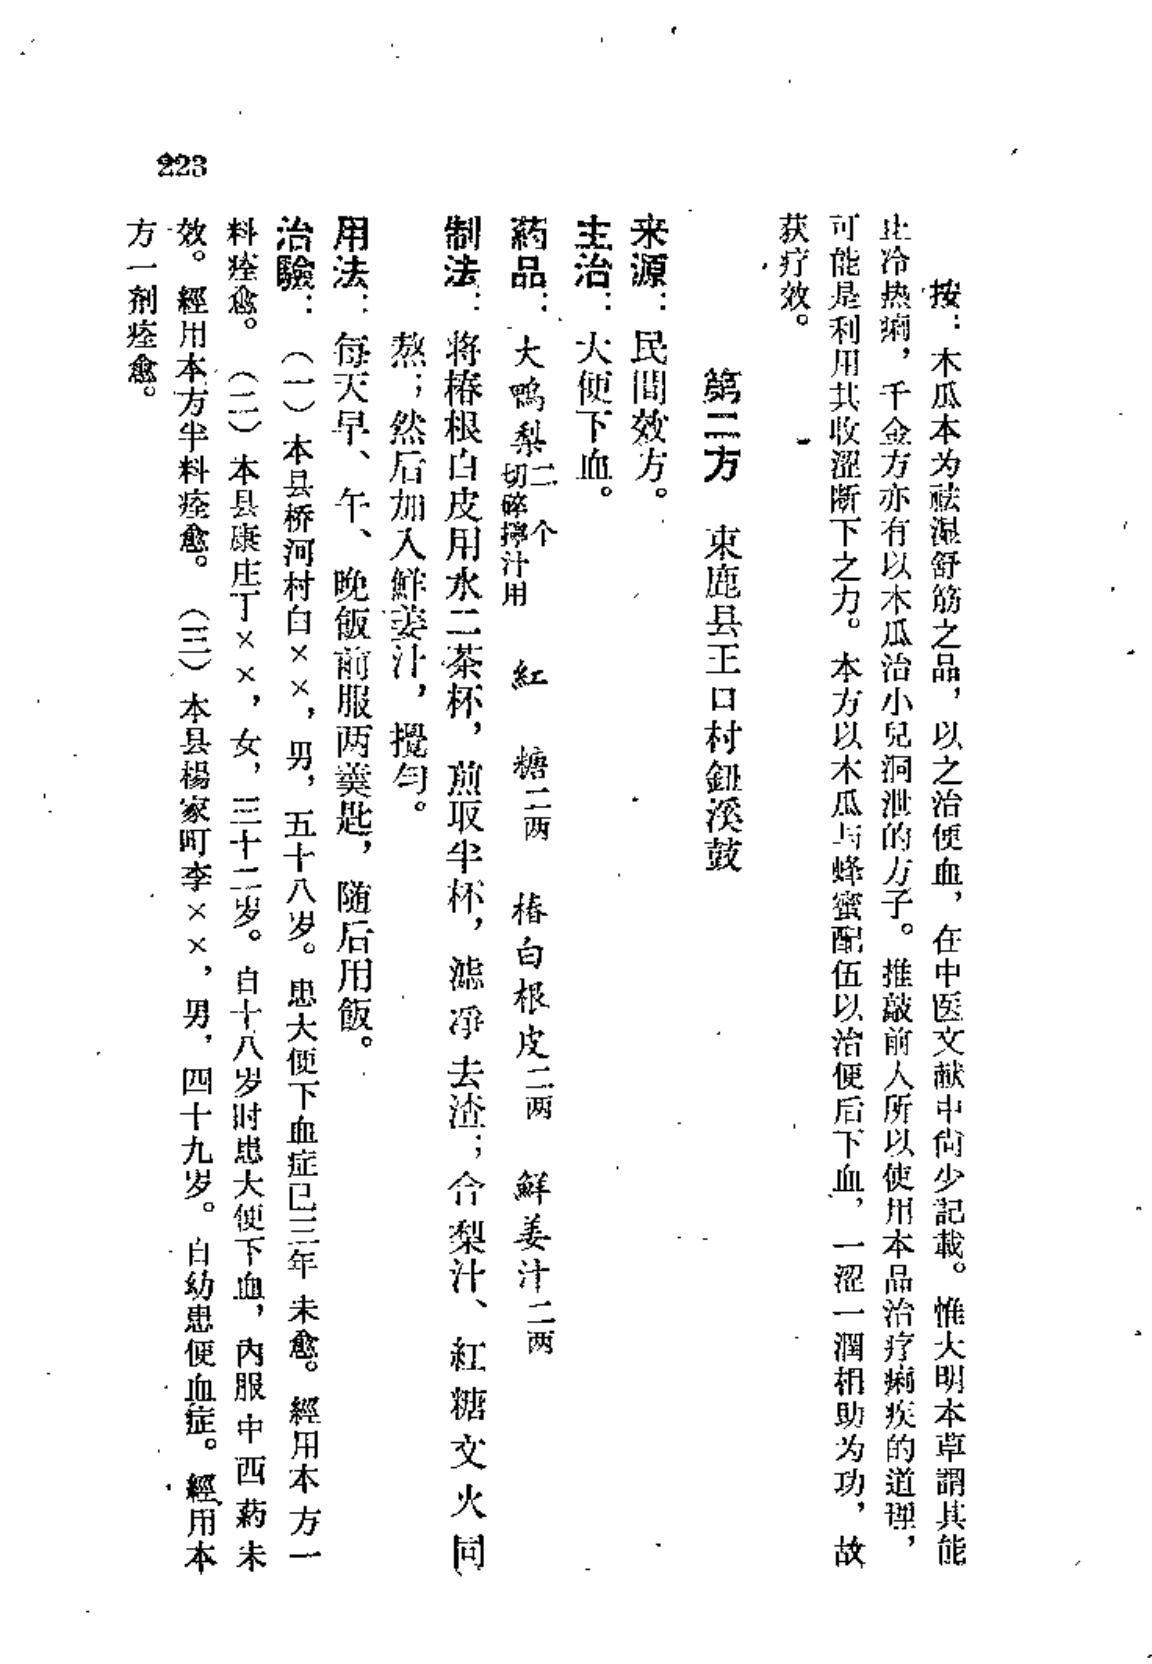 按：木瓜本为祛湿舒筋之品，以之治便血，在中医文献中尙少記載。惟大明本草謂其能
止冷热痢，千金方亦有以木瓜治小兒洞泄的方子。推敲前人所以使用本品治疗痢疾的道理，
可能是利用其收澀断下之力。本方以木瓜与蜂蜜配伍以治便后下血，一澀一潤相助为功，故
获疗效。
第二方　束鹿县王口村鈕溪鼓
来源：民間效方。
主治：大便下血。
药品：大鴨梨二个切碎擰汁用　紅糖二两　椿白根皮二两　鮮姜汁二两
制法：将椿根白皮用水二茶杯，煎取半杯，濾凈去渣；合梨汁、紅糖文火同
熬；然后加入鮮姜汁，攪匀。
用法：每天早、午、晚飯前服两羹匙，随后用飯。
治驗：（一）本县桥河村白××，男，五十八岁。患大便下血症已三年未愈。經用本方一
料痊愈。（二）本县康庄丁××，女，三十二岁。自十八岁时患大便下血，內服中西葯未
效。經用本方半料痊愈。（三）本县楊家町李××，男，四十九岁。自幼患便血症。經用本
方一剂痊愈。
223